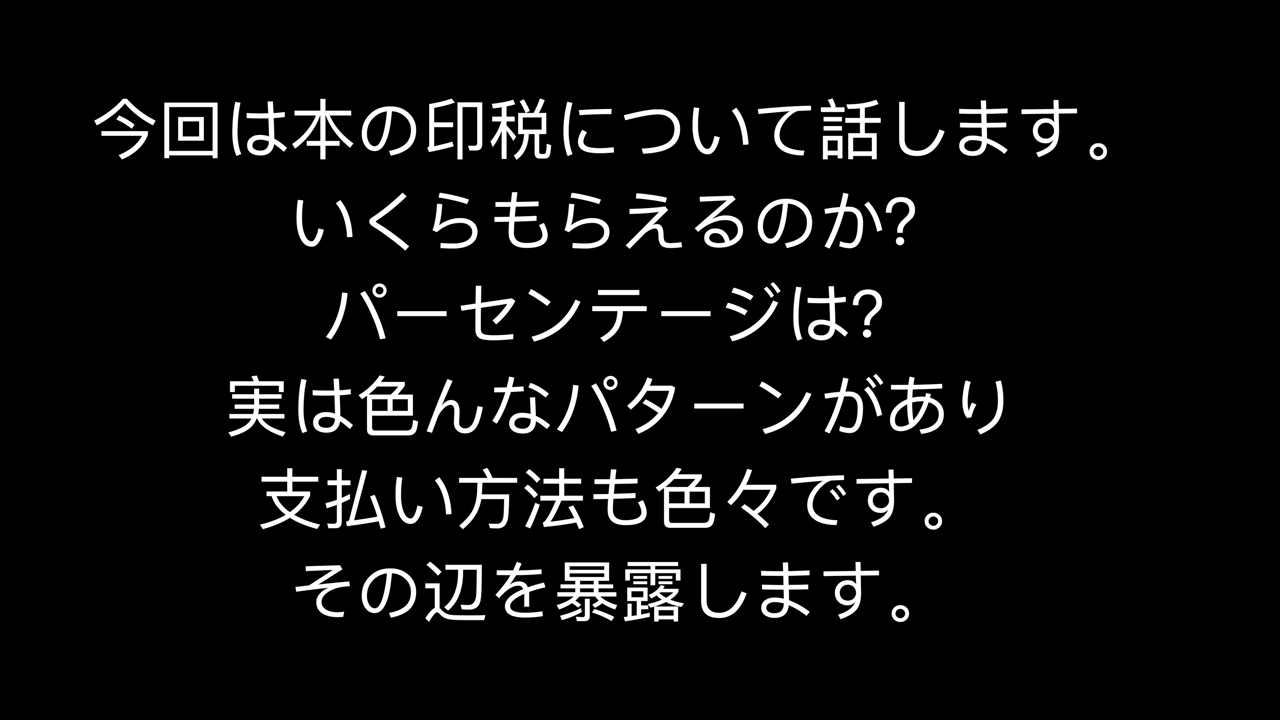 今回は本の印税について話します。
いくらもらえるのか?
パーセンテージは?
実は色んなパターンがあり
支払い方法も色々です。
その辺を暴露します。